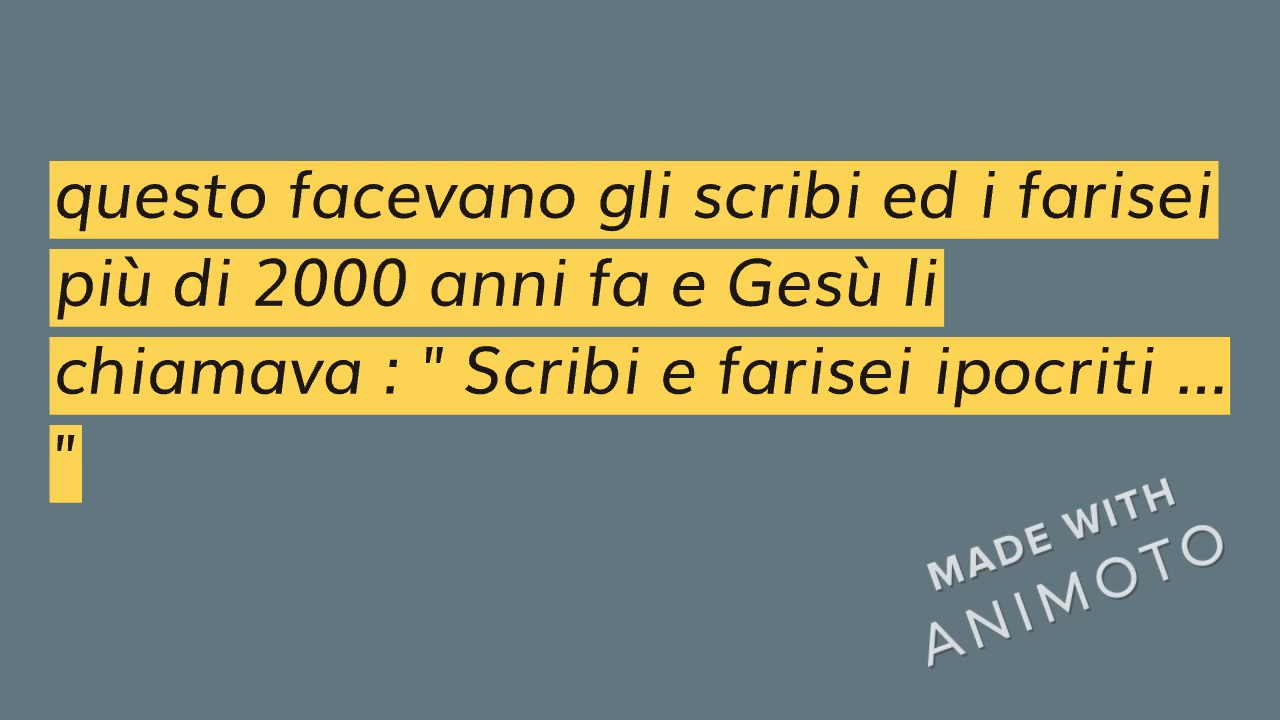 questo facevano gli scribi ed i farisei
più di 2000 anni fa e Gesù li
chiamava : " Scribi e farisei ipocriti ...
"
MADE WITH
ANIMOTO